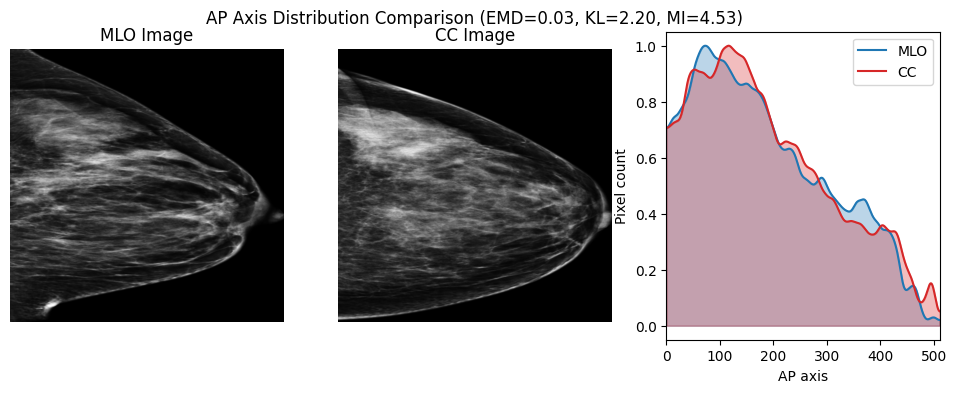 AP Axis Distribution Comparison (EMD=0.03, KL=2.20, MI=4.53)
MLO Image
CC Image
MLO
CC
1.0
0.8
0.6
0.4
0.2
0.0
Pixel count
0 100 200 300 400 500
AP axis